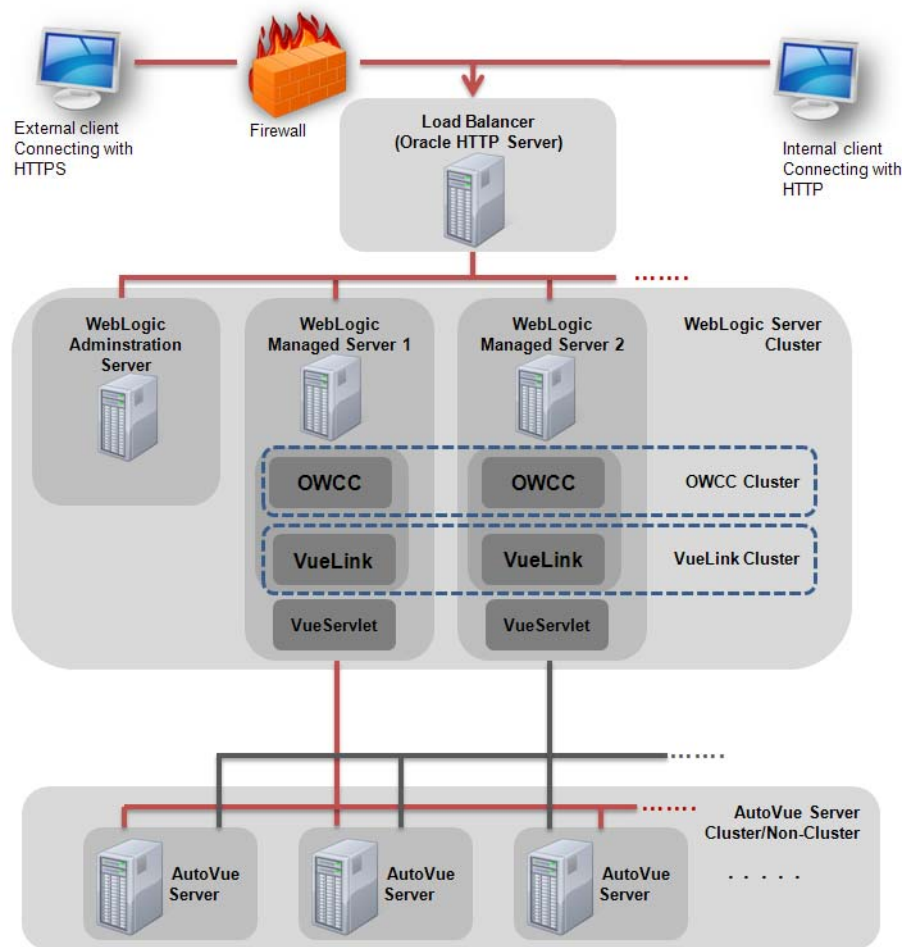 External client
Connecting with
HTTPS
Firewall
Load Balancer
(Oracle HTTP Server)
Internal client
Connecting with
HTTP
WebLogic
Adminstration
Server
WebLogic
Managed Server 1
WebLogic
Managed Server 2
WebLogic Server
Cluster
OWCC
OWCC
OWCC Cluster
VueLink
VueLink
VueLink Cluster
VueServlet
VueServlet
AutoVue Server
Cluster/Non-Cluster
AutoVue
Server
AutoVue
Server
AutoVue
Server